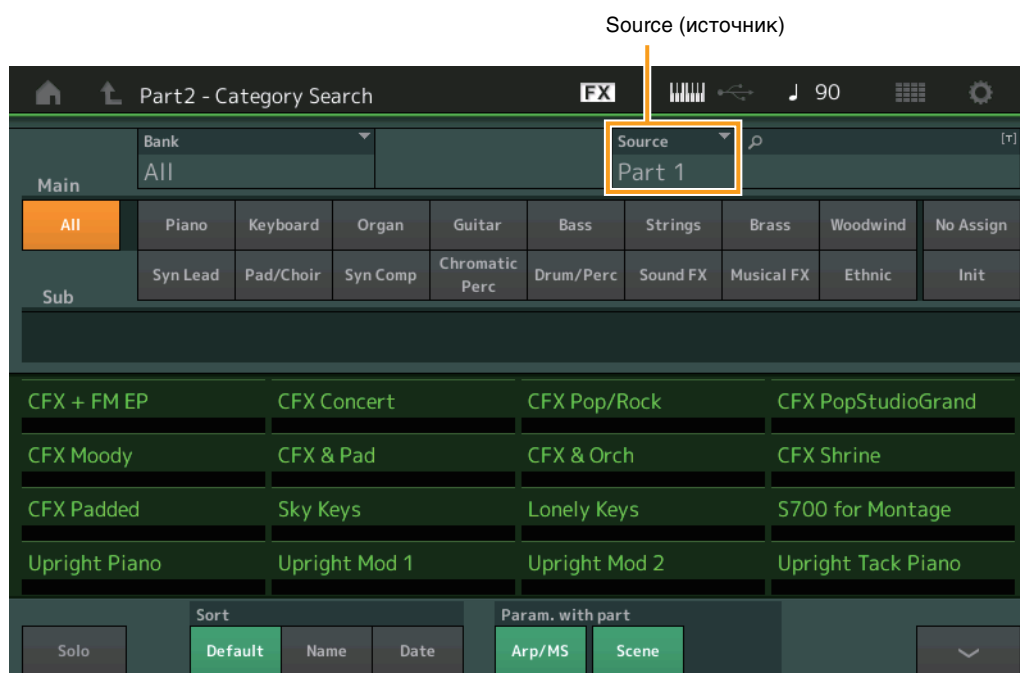 Source (источник)
Part2 - Category Search FX 90
Bank Source [T]
Main All Part 1
All Piano Keyboard Organ Guitar Bass Strings Brass Woodwind No Assign
Sub Syn Lead Pad/Choir Syn Comp Chromatic Perc Drum/Perc Sound FX Musical FX Ethnic Init
CFX + FM EP CFX Concert CFX Pop/Rock CFX PopStudioGrand
CFX Moody CFX & Pad CFX & Orch CFX Shrine
CFX Padded Sky Keys Lonely Keys S700 for Montage
Upright Piano Upright Mod 1 Upright Mod 2 Upright Tack Piano
Sort Param. with part
Solo Default Name Date Arp/MS Scene